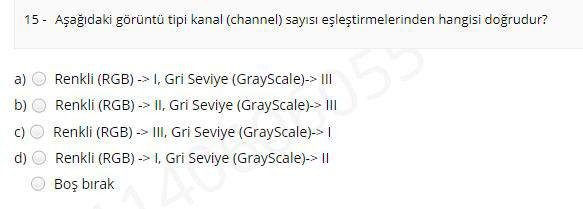 15 - Aşağıdaki görüntü tipi kanal (channel) sayısı eşleştirmelerinden hangisi doğrudur?
a) Renkli (RGB) -> I, Gri Seviye (GrayScale)-> III
b) Renkli (RGB) -> II, Gri Seviye (GrayScale)-> III
c) Renkli (RGB) -> III, Gri Seviye (GrayScale)-> I
d) Renkli (RGB) -> I, Gri Seviye (GrayScale)-> II
Boş bırak